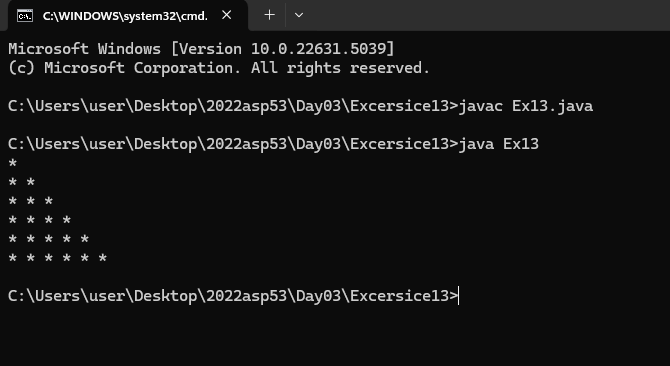 C:\WINDOWS\system32\cmd.
Microsoft Windows [Version 10.0.22631.5039]
(c) Microsoft Corporation. All rights reserved.
C:\Users\user\Desktop\2022asp53\Day03\Excersice13>javac Ex13.java
C:\Users\user\Desktop\2022asp53\Day03\Excersice13>java Ex13
*
* *
* * *
* * * *
* * * * *
* * * * * *
C:\Users\user\Desktop\2022asp53\Day03\Excersice13>